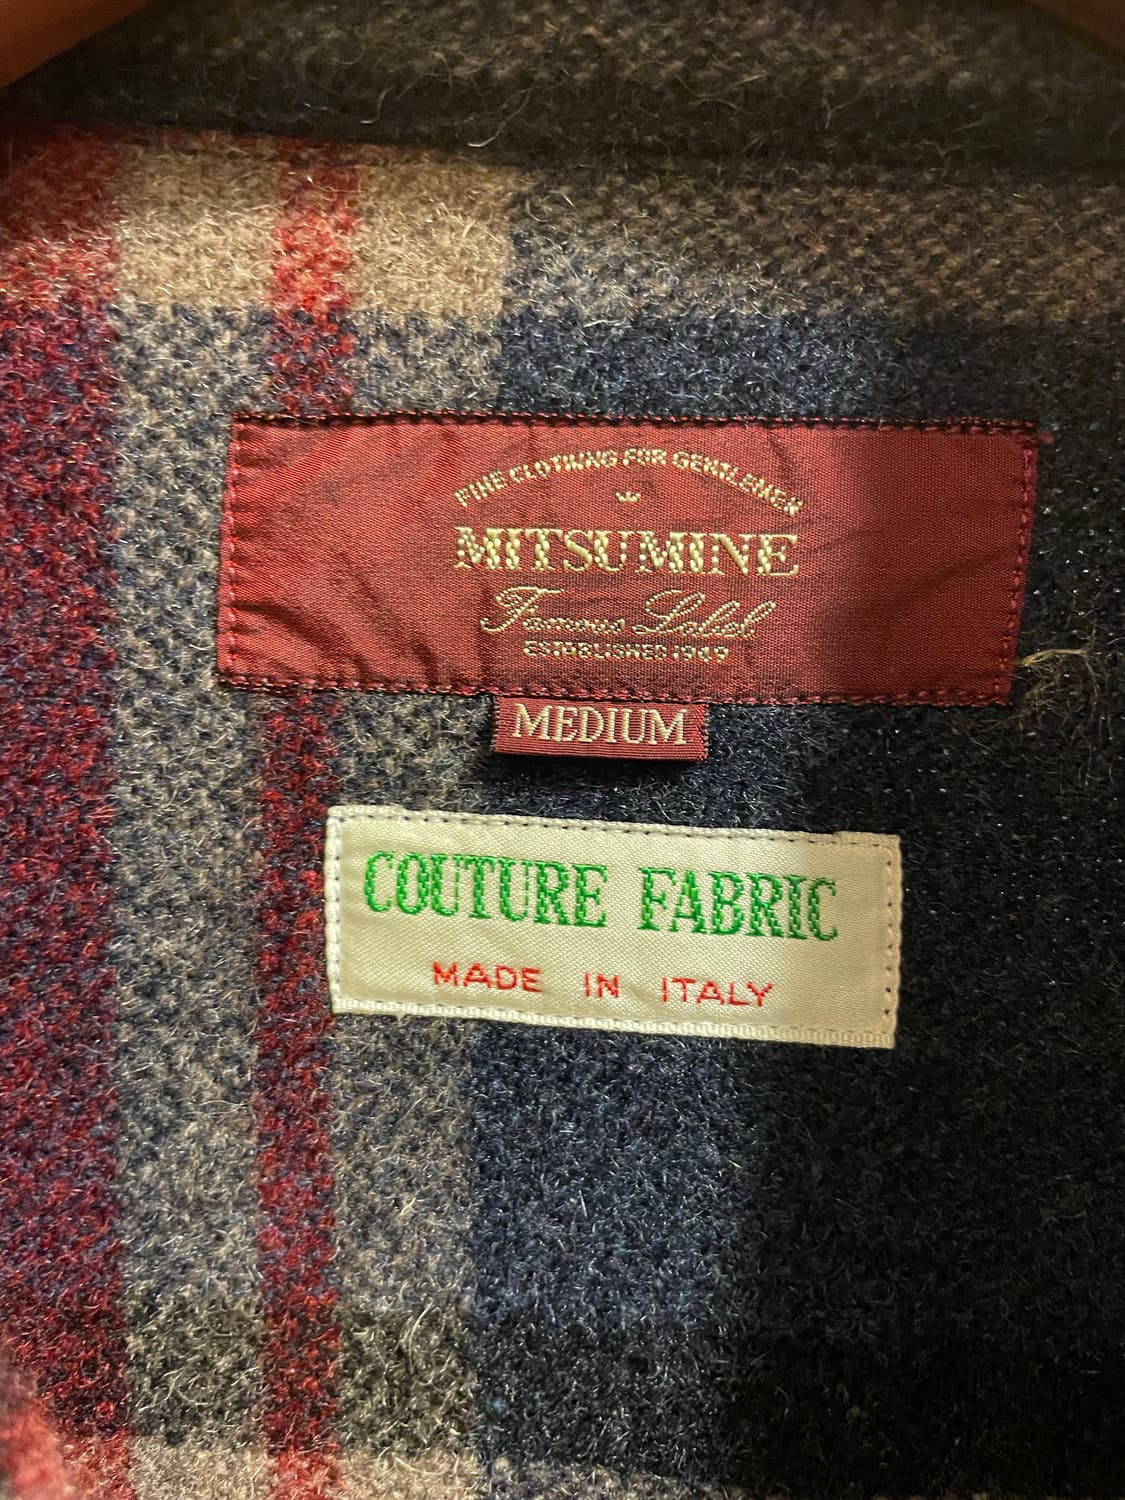 FINE CLOTHING FOR GENTLEMEN
MITSUMINE
Famous Label
ESTABLISHED 1949
MEDIUM
COUTURE FABRIC
MADE IN ITALY